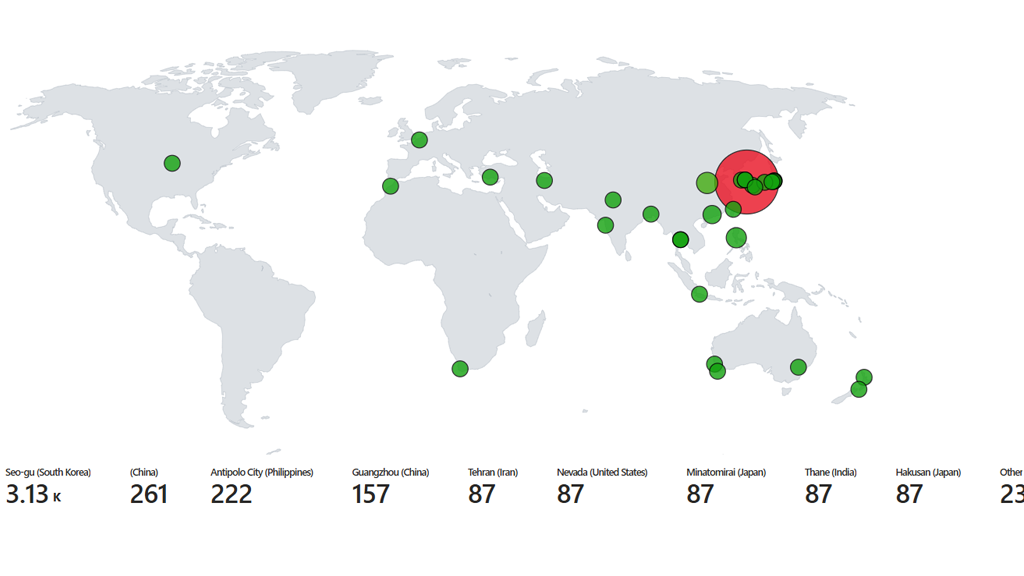 Seo-gu (South Korea) (China) Antipolo City (Philippines) Guangzhou (China) Tehran (Iran) Nevada (United States) Minatomirai (Japan) Thane (India) Hakusan (Japan) Other
3.13 K 261 222 157 87 87 87 87 87 23